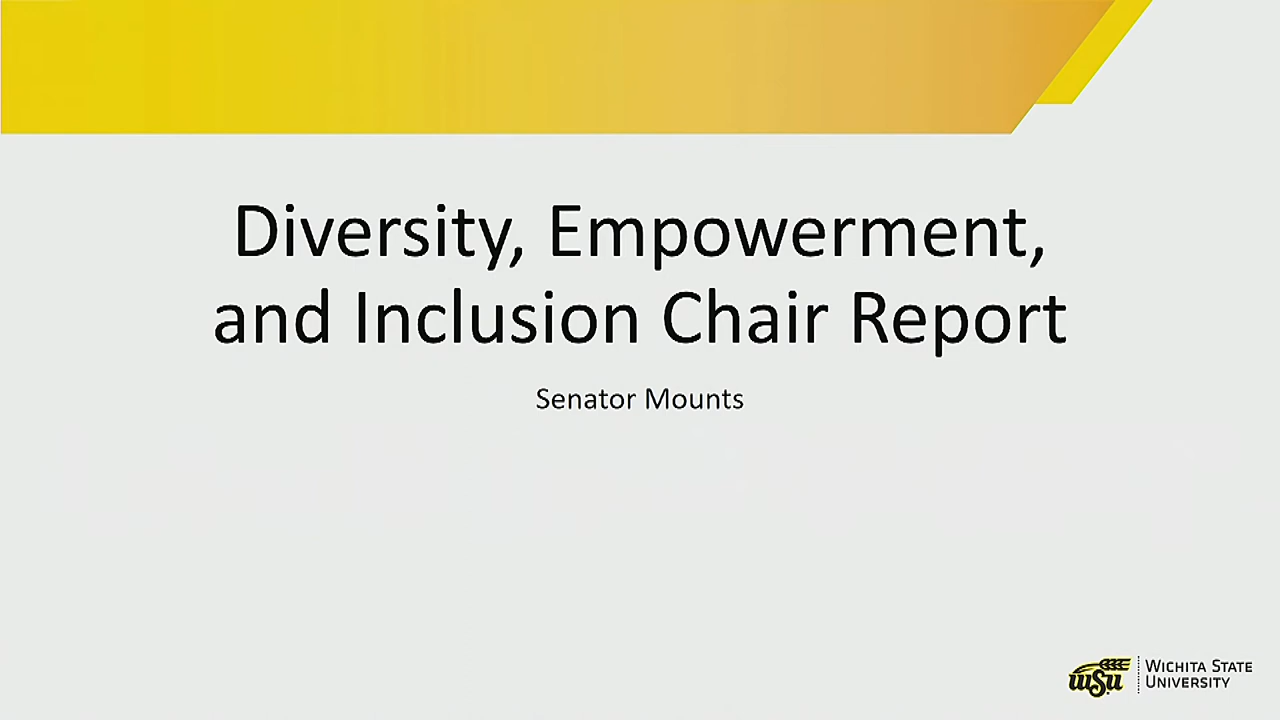 Diversity, Empowerment,
and Inclusion Chair Report
Senator Mounts
WSU
WICHITA STATE
UNIVERSITY